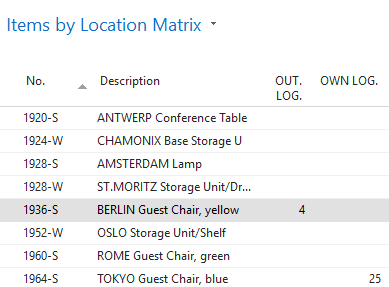 Items by Location Matrix
No. Description OUT. LOG. OWN LOG.
1920-S ANTWERP Conference Table
1924-W CHAMONIX Base Storage U
1928-S AMSTERDAM Lamp
1928-W ST.MORITZ Storage Unit/Dr...
1936-S BERLIN Guest Chair, yellow 4
1952-W OSLO Storage Unit/Shelf
1960-S ROME Guest Chair, green
1964-S TOKYO Guest Chair, blue 25